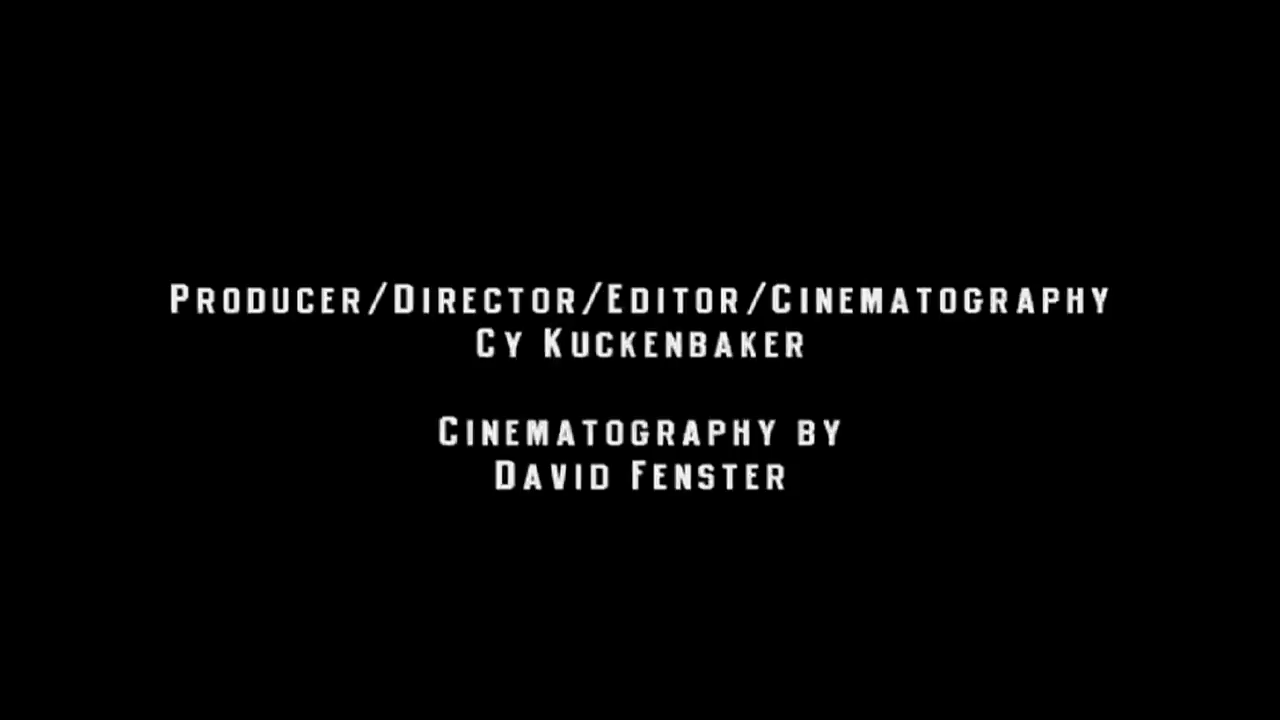 Producer/Director/Editor/Cinematography
Cy Kuckenbaker
Cinematography by
David Fenster